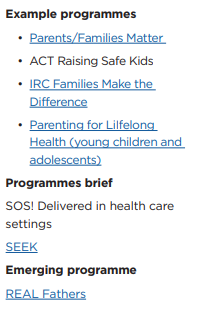 Example programmes
• Parents/Families Matter
• ACT Raising Safe Kids
• IRC Families Make the
Difference
• Parenting for Lilfelong
Health (young children and
adolescents)
Programmes brief
SOS! Delivered in health care
settings
SEEK
Emerging programme
REAL Fathers